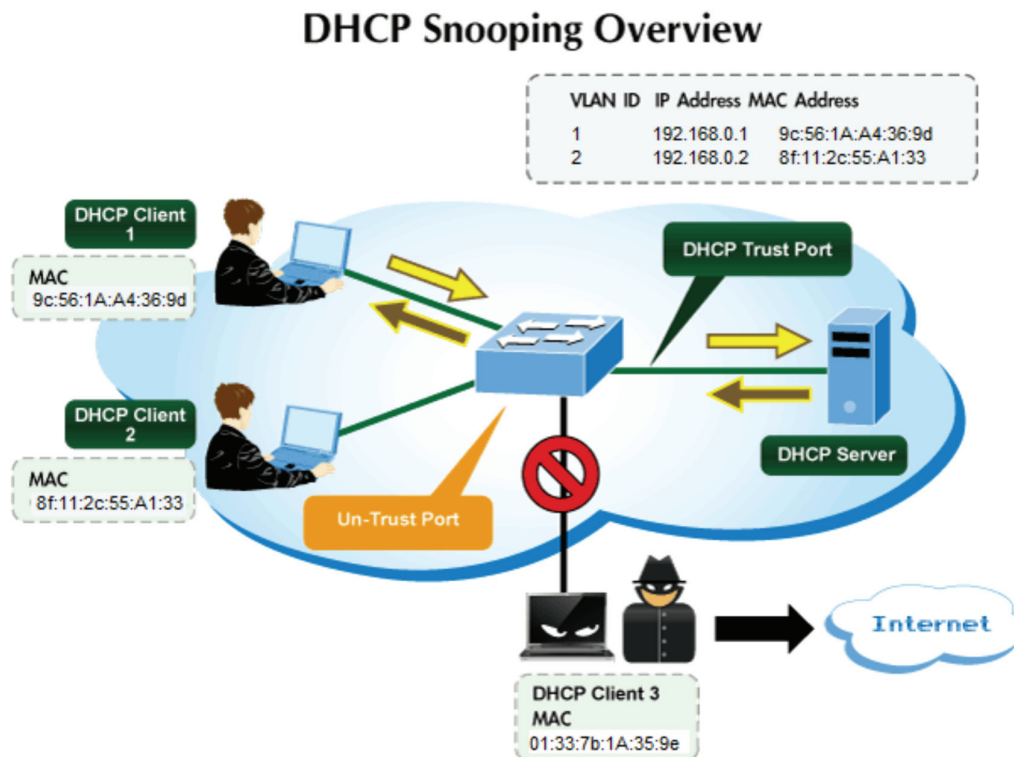 DHCP Snooping Overview
VLAN ID IP Address MAC Address
1 192.168.0.1 9c:56:1A:A4:36:9d
2 192.168.0.2 8f:11:2c:55:A1:33
DHCP Client
1
MAC
9c:56:1A:A4:36:9d
DHCP Trust Port
DHCP Client
2
MAC
8f:11:2c:55:A1:33
DHCP Server
Un-Trust Port
Internet
DHCP Client 3
MAC
01:33:7b:1A:35:9e